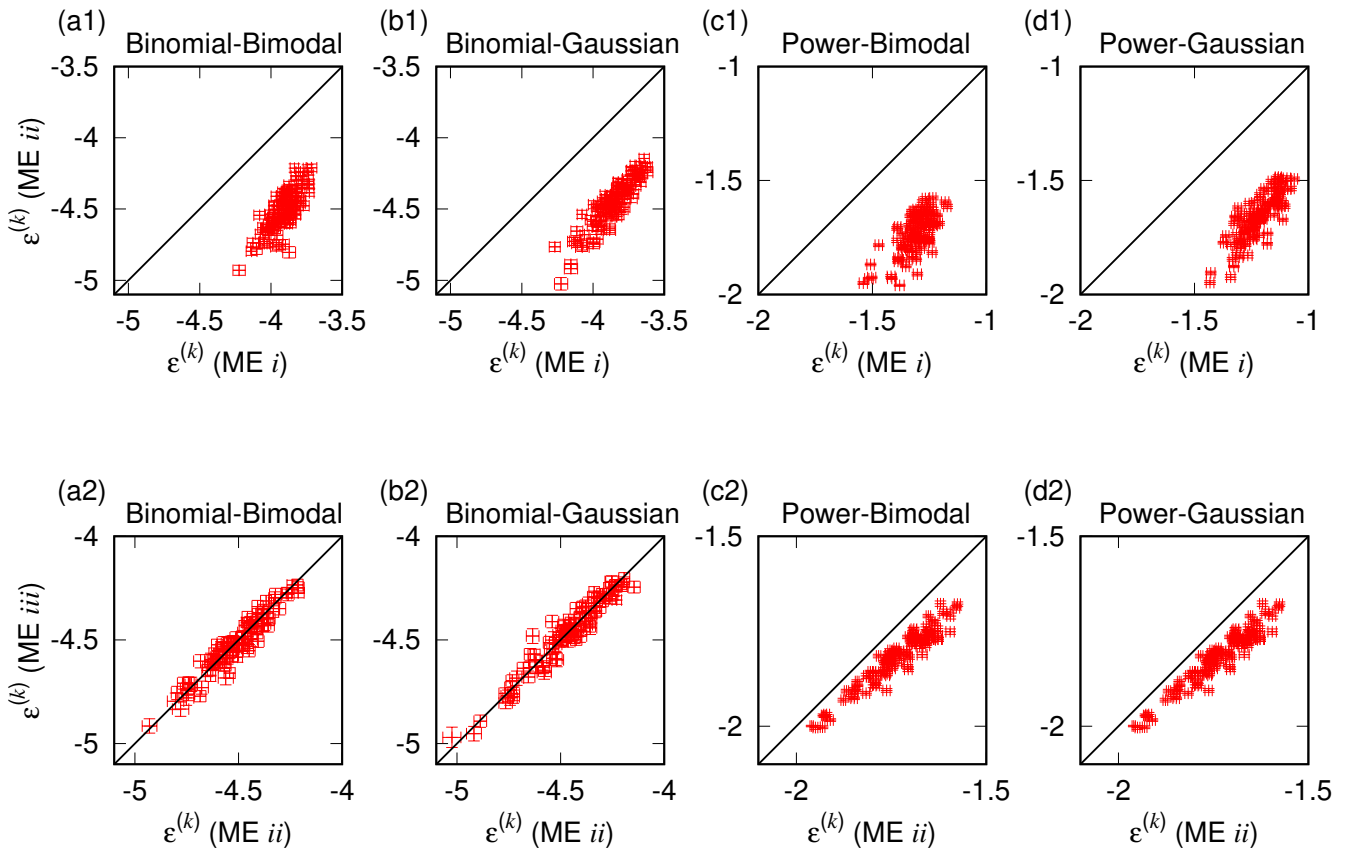 (a1)
Binomial-Bimodal
-3.5
-4
-4.5
-5
-5 -4.5 -4 -3.5
ε(k) (ME ii)
ε(k) (ME i)
(b1)
Binomial-Gaussian
-3.5
-4
-4.5
-5
-5 -4.5 -4 -3.5
ε(k) (ME i)
(c1)
Power-Bimodal
-1
-1.5
-2
-2 -1.5 -1
ε(k) (ME i)
(d1)
Power-Gaussian
-1
-1.5
-2
-2 -1.5 -1
ε(k) (ME i)
(a2)
Binomial-Bimodal
-4
-4.5
-5
-5 -4.5 -4
ε(k) (ME iii)
ε(k) (ME ii)
(b2)
Binomial-Gaussian
-4
-4.5
-5
-5 -4.5 -4
ε(k) (ME ii)
(c2)
Power-Bimodal
-1.5
-2
-2 -1.5
ε(k) (ME ii)
(d2)
Power-Gaussian
-1.5
-2
-2 -1.5
ε(k) (ME ii)